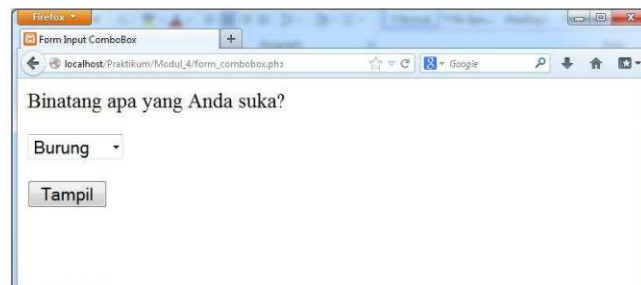 Firefox
Form Input ComboBox
localhost/Praktikum/Modul_4/form_combobox.php
Google
Binatang apa yang Anda suka?
Burung
Tampil